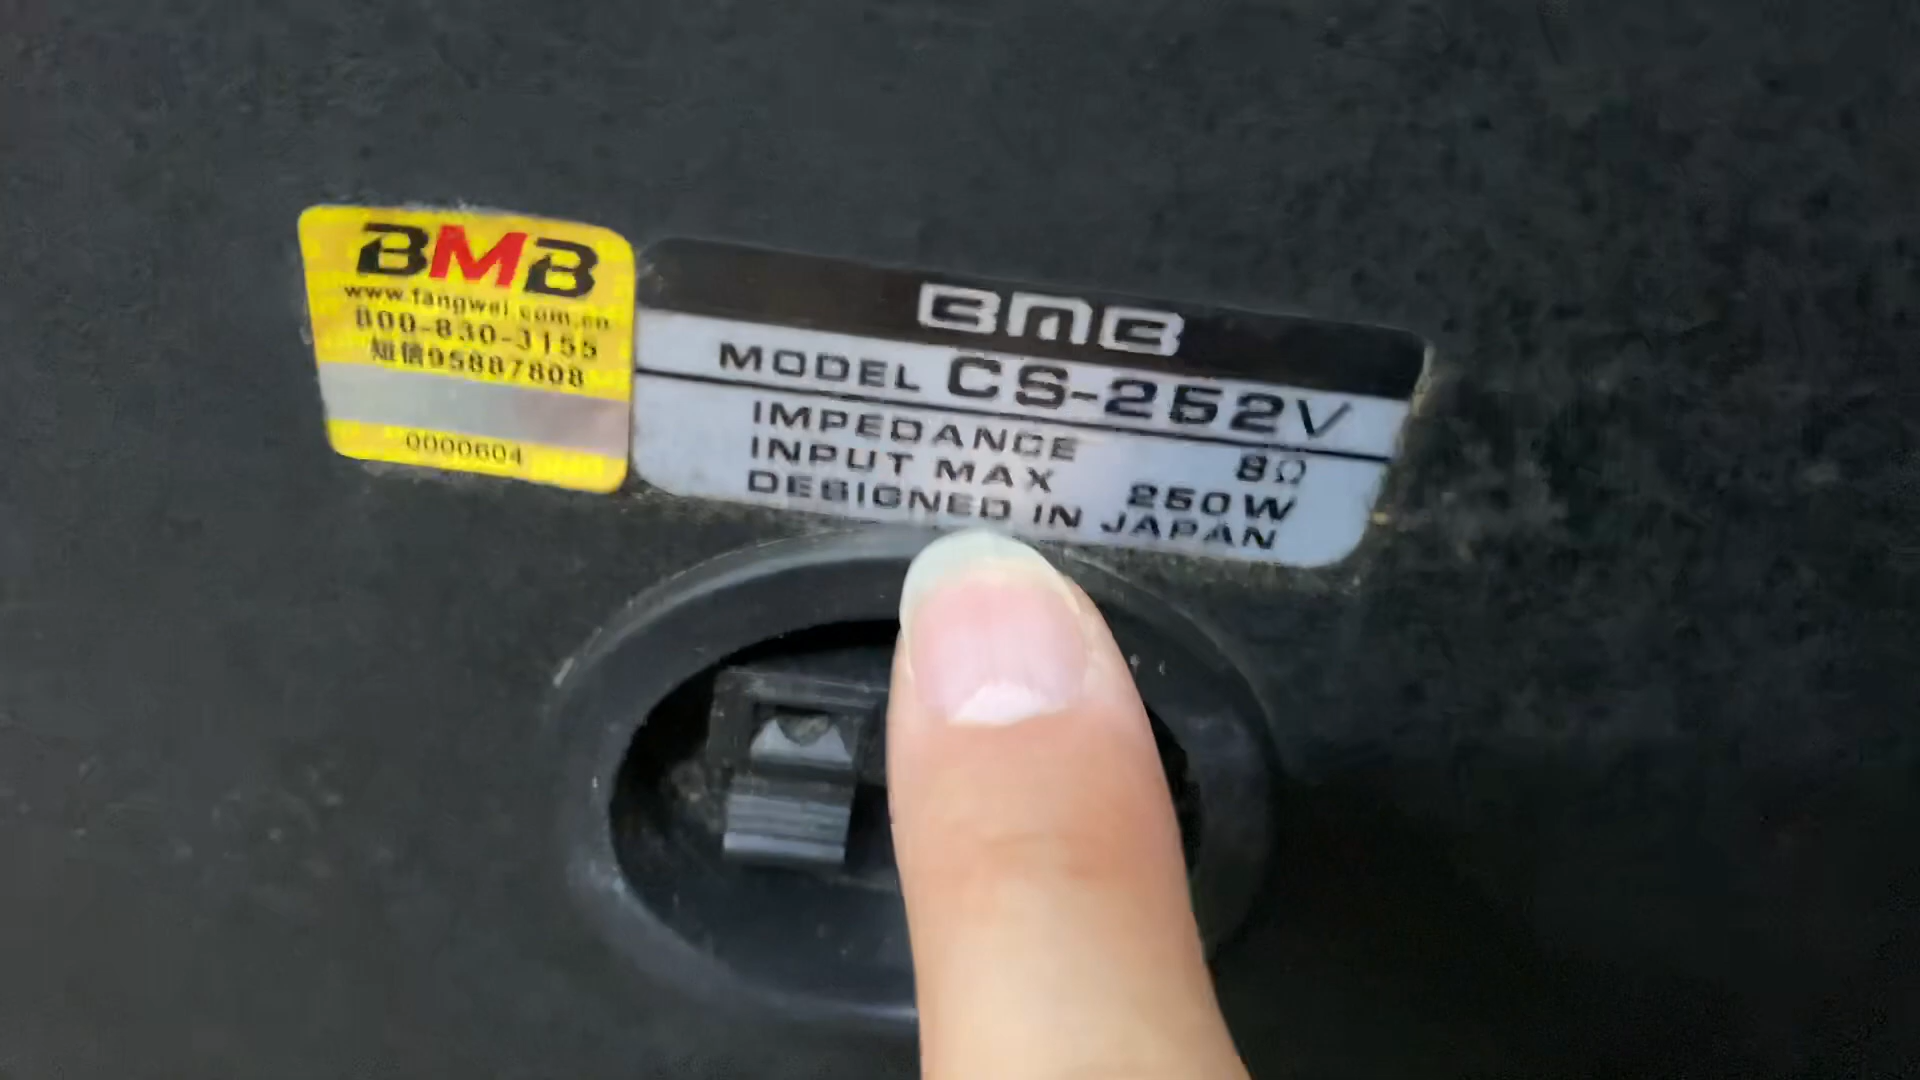 BMB
www.fangwei.com.cn
800-830-3155
短信95887808
0000604
BMB
MODEL CS-252V
IMPEDANCE 8Ω
INPUT MAX 250W
DESIGNED IN JAPAN